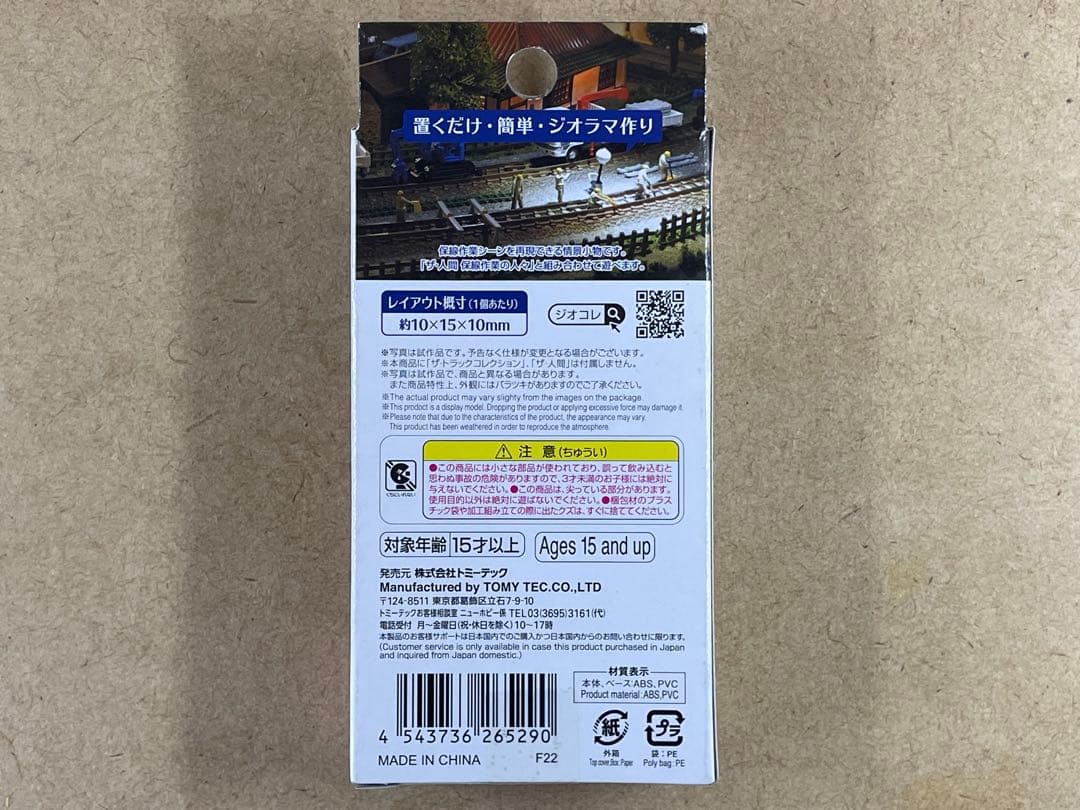 置くだけ・簡単・ジオラマ作り
保線作業シーンを再現できる情景小物です。
「ザ・人間 保線作業の人々」と組み合わせて遊べます。
レイアウト概寸(1個あたり)
約10×15×10mm
ジオコレ
※写真は試作品です。予告なく仕様が変更となる場合がございます。
※本商品に「ザ・トラックコレクション」、「ザ・人間」は付属しません。
※写真は試作品で、商品と異なる場合があります。
また商品特性上、外観にはバラツキがありますのでご了承ください。
※The actual product may vary slighty from the images on the package.
※This product is a display model. Dropping the product or applying excessive force may damage it.
※Please note that due to the characteristics of the product, the appearance may vary.
This product has been weathered in order to reproduce the atmosphere.
注 意(ちゅうい)
●この商品には小さな部品が使われており、誤って飲み込むと
思わぬ事故の危険がありますので、3才未満のお子様には絶対に
与えないでください。●この商品は、尖っている部分があります。
使用目的以外は絶対に遊ばないでください。●梱包材のプラス
チック袋や加工組み立ての際に出たクズは、すぐに捨ててください。
くちにいれない
対象年齢 15才以上 Ages 15 and up
発売元 株式会社トミーテック
Manufactured by TOMY TEC.CO.,LTD
〒124-8511 東京都葛飾区立石7-9-10
トミーテックお客様相談室 ニューホビー係 TEL03(3695)3161(代)
電話受付 月〜金曜日(祝・休日を除く)10〜17時
本製品のお客様サポートは日本国内でのご購入かつ日本国内からのお問い合わせに限ります。
(Customer service is only available in case this product purchased in Japan
and inquired from Japan domestic.)
材質表示
本体、ベース:ABS、PVC
Product material:ABS,PVC
4 543736 265290
MADE IN CHINA F22
紙
外箱
Top cover,Box: Paper
プラ
袋:PE
Poly bag:PE